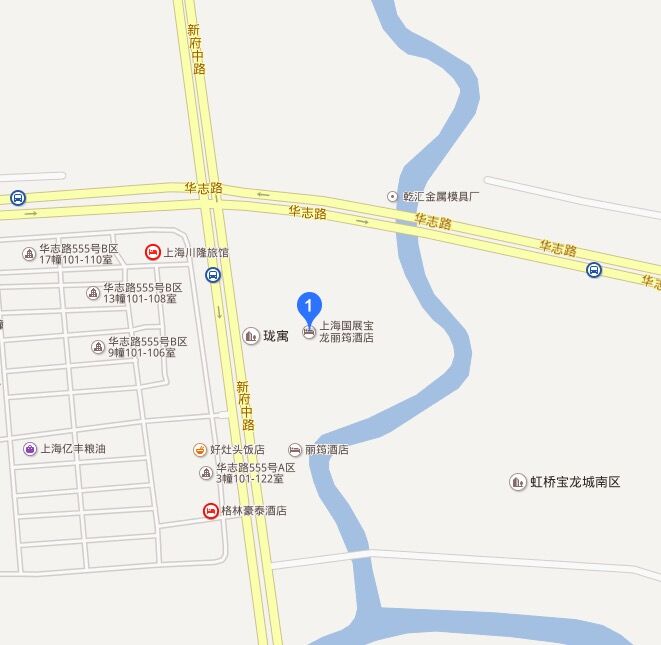 新府中路
华志路
乾汇金属模具厂
华志路
华志路
华志路
华志
华志路555号B区
17幢101-110室
上海川隆旅馆
华志路555号B区
13幢101-108室
1
上海国展宝
龙丽筠酒店
珑寓
华志路555号B区
9幢101-106室
新府中路
上海亿丰粮油
好灶头饭店
丽筠酒店
华志路555号A区
3幢101-122室
虹桥宝龙城南区
格林豪泰酒店